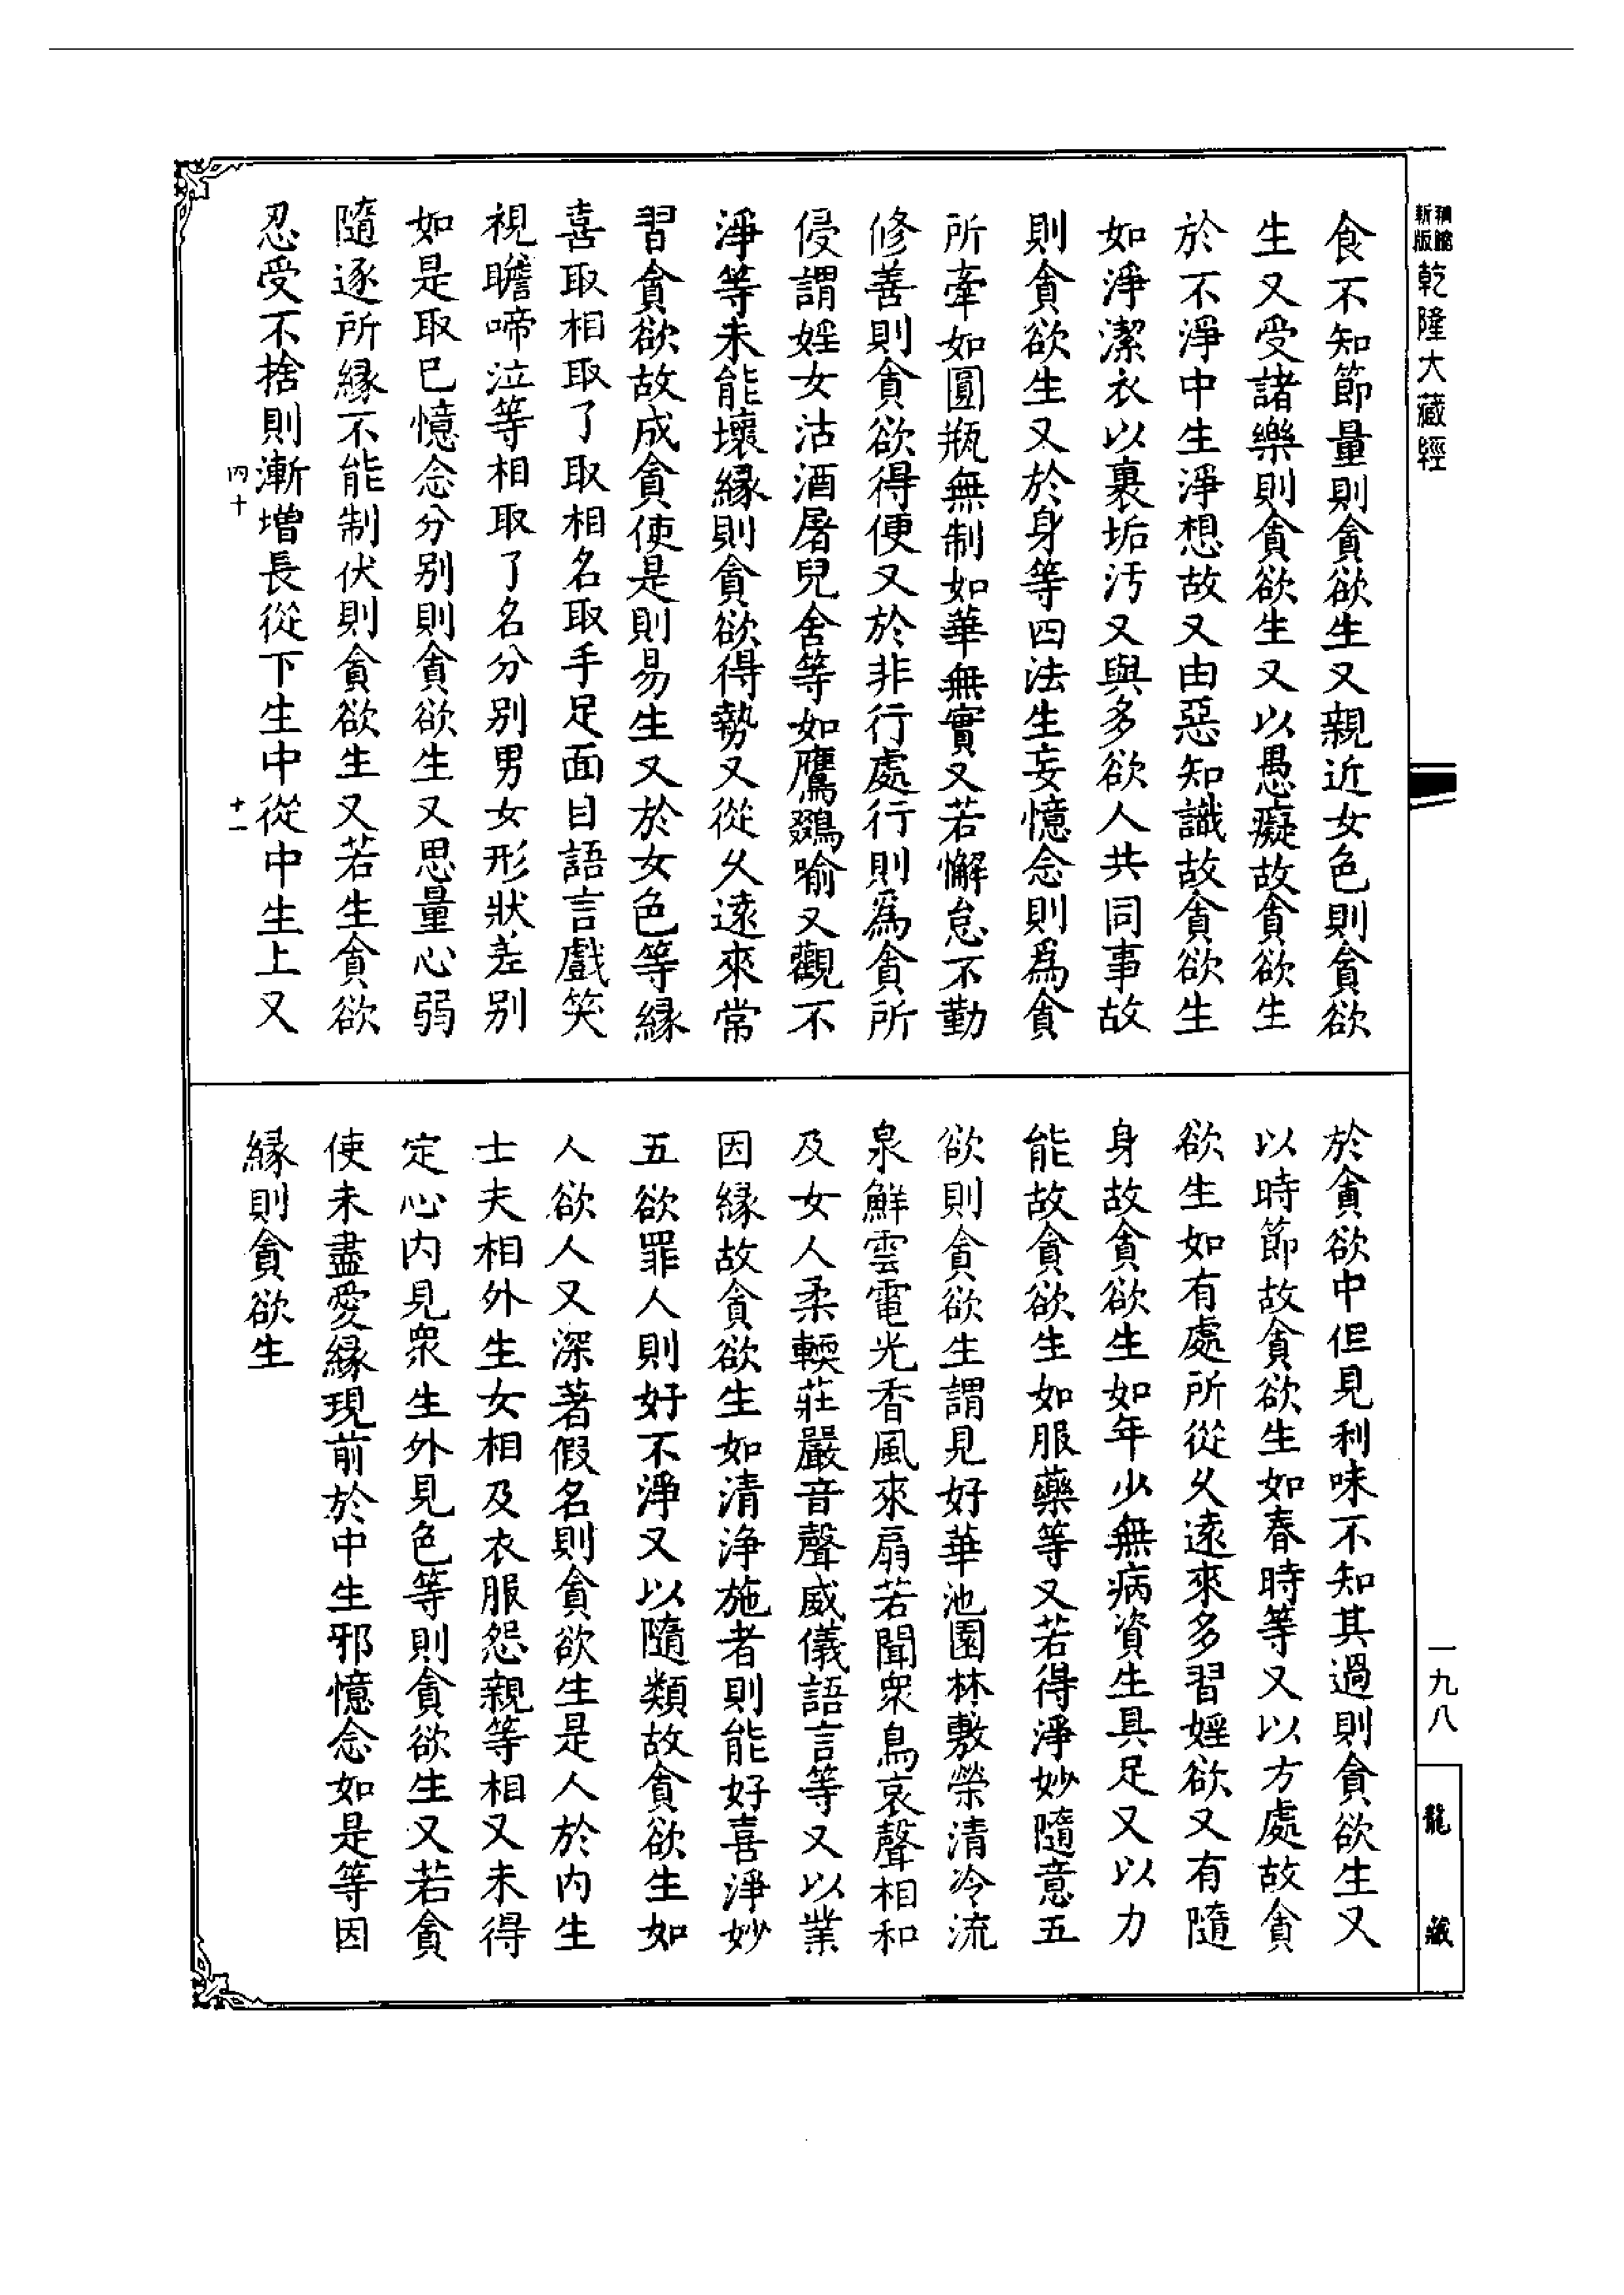 新版
乾隆大藏經
食不知節量則貪欲生又親近女色則貪欲
生又受諸樂則貪欲生又以愚癡故貪欲生
於不淨中生淨想故又由惡知識故貪欲生
如淨潔衣以裹垢汚又與多欲人共同事故
則貪欲生又於身等四法生妄憶念則爲貪
所牽如圓瓶無制如華無實又若懈怠不勤
修善則貪欲得便又於非行處行則爲貪所
侵謂婬女沽酒屠兒舍等如鷹鷂喻又觀不
淨等未能壞緣則貪欲得勢又從久遠來常
習貪欲故成貪使是則易生又於女色等緣
喜取相取了取相名取手足面目語言戲笑
視瞻啼泣等相取了名分別男女形狀差別
如是取已憶念分別則貪欲生又思量心弱
隨逐所緣不能制伏則貪欲生又若生貪欲
忍受不捨則漸增長從下生中從中生上又
四十
十一
於貪欲中但見利味不知其過則貪欲生又
以時節故貪欲生如春時等又以方處故貪
欲生如有處所從久遠來多習婬欲又有隨
身故貪欲生如年少無病資生具足又以力
能故貪欲生如服藥等又若得淨妙隨意五
欲則貪欲生謂見好華池園林敷榮清冷流
泉鮮雲電光香風來扇若聞衆鳥哀聲相和
及女人柔輭莊嚴音聲威儀語言等又以業
因緣故貪欲生如清淨施者則能好喜淨妙
五欲罪人則好不淨又以隨類故貪欲生如
人欲人又深著假名則貪欲生是人於內生
士夫相外生女相及衣服怨親等相又未得
定心內見衆生外見色等則貪欲生又若貪
使未盡愛緣現前於中生邪憶念如是等因
緣則貪欲生
一九八
龍藏